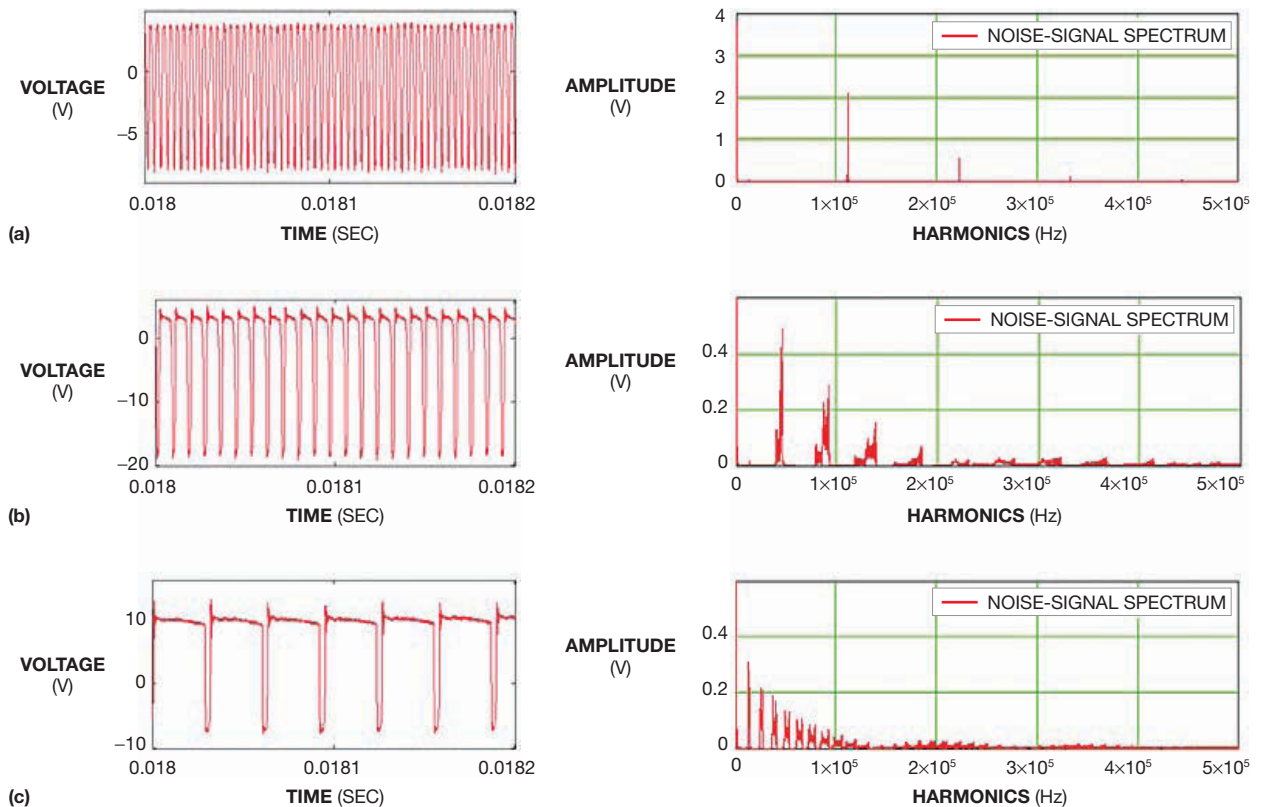 VOLTAGE
(V)
0
–5
0.018
0.0181
0.0182
TIME (SEC)
(a)
AMPLITUDE
(V)
4
3
2
1
0
NOISE-SIGNAL SPECTRUM
0
1×10⁵
2×10⁵
3×10⁵
4×10⁵
5×10⁵
HARMONICS (Hz)
VOLTAGE
(V)
0
–10
–20
0.018
0.0181
0.0182
TIME (SEC)
(b)
AMPLITUDE
(V)
0.4
0.2
0
NOISE-SIGNAL SPECTRUM
0
1×10⁵
2×10⁵
3×10⁵
4×10⁵
5×10⁵
HARMONICS (Hz)
VOLTAGE
(V)
10
0
–10
0.018
0.0181
0.0182
TIME (SEC)
(c)
AMPLITUDE
(V)
0.4
0.2
0
NOISE-SIGNAL SPECTRUM
0
1×10⁵
2×10⁵
3×10⁵
4×10⁵
5×10⁵
HARMONICS (Hz)